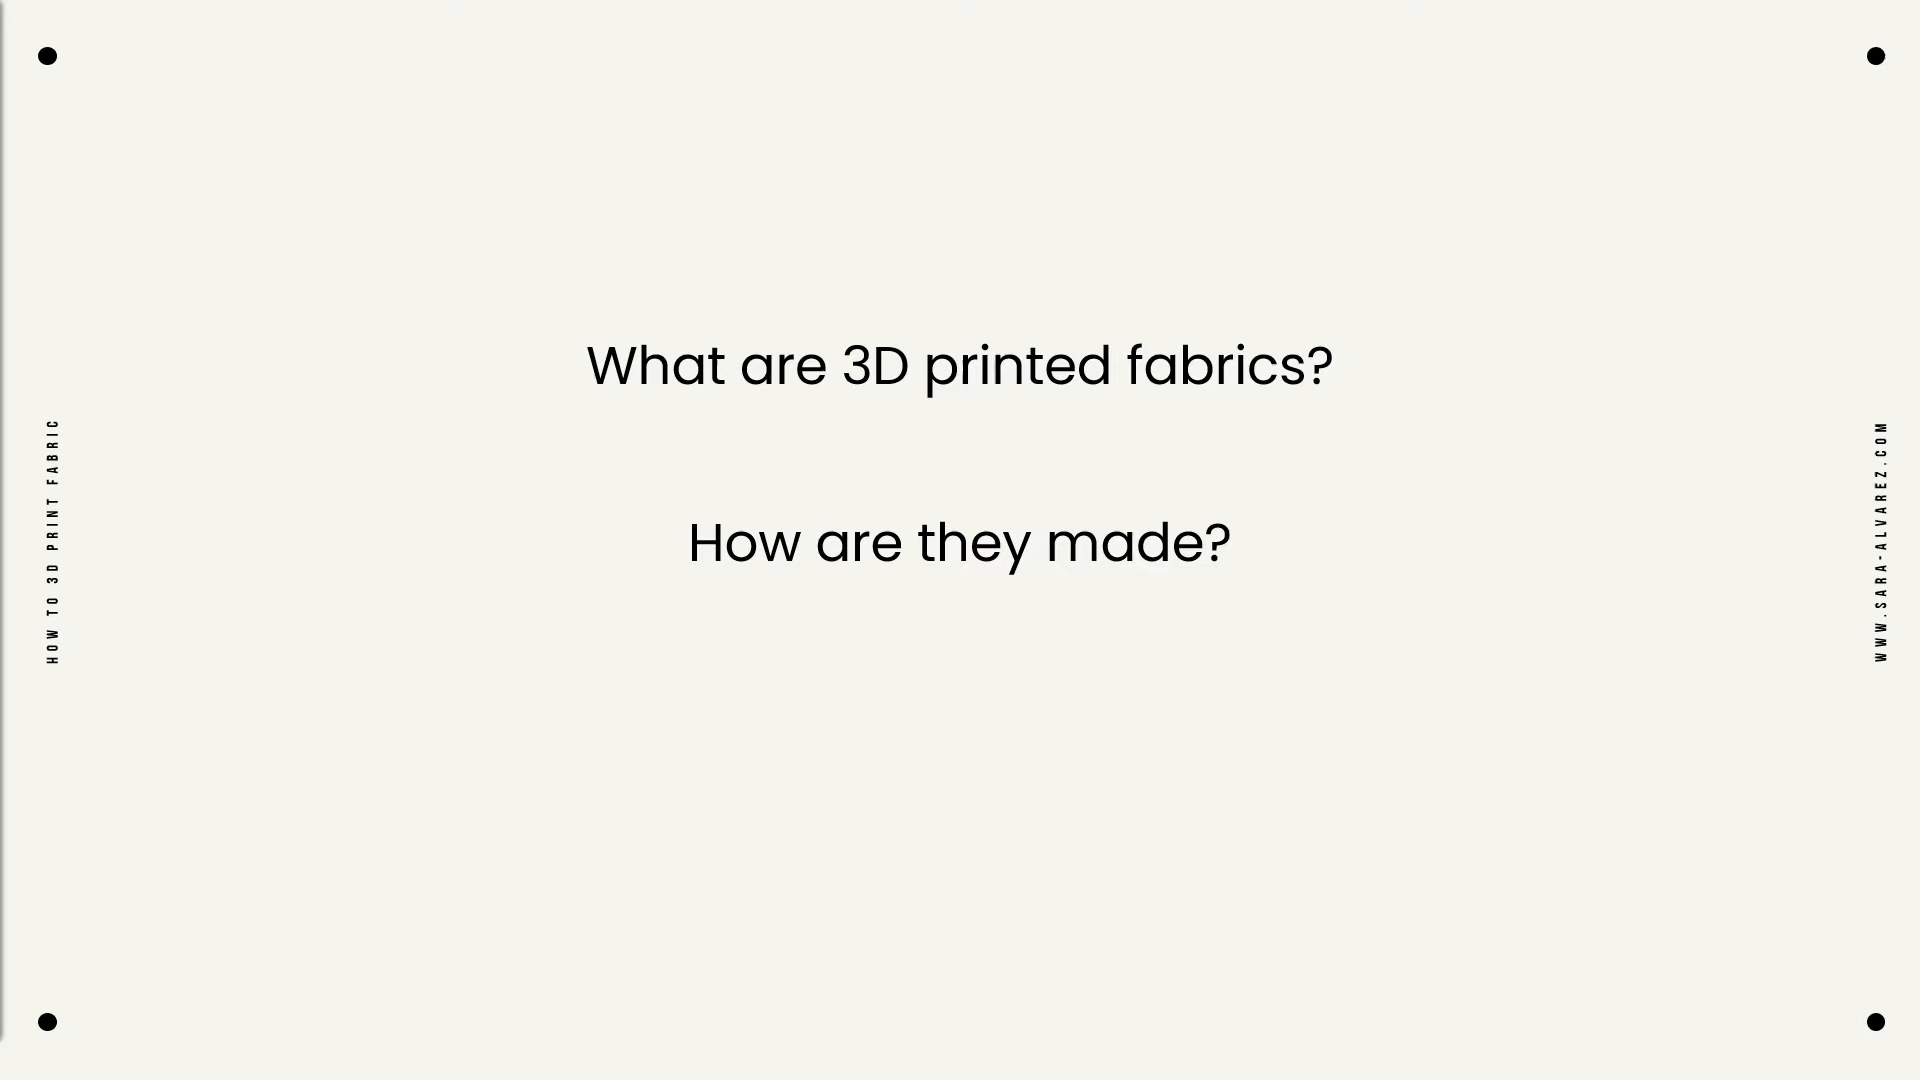 What are 3D printed fabrics?
How are they made?
HOW TO 3D PRINT FABRIC
WWW.SARA-ALVAREZ.COM